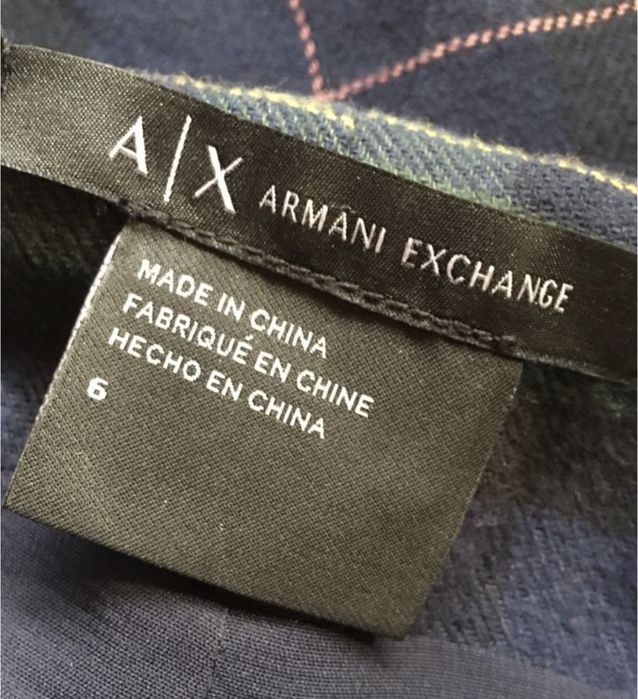 A|X ARMANI EXCHANGE
MADE IN CHINA
FABRIQUÉ EN CHINE
HECHO EN CHINA
6